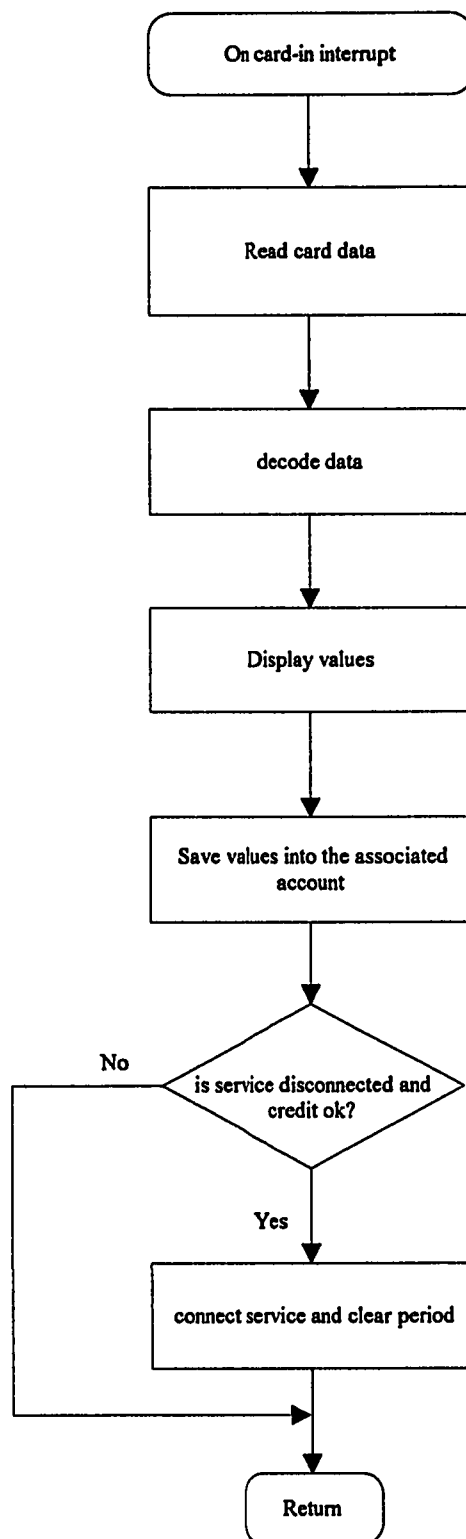 On card-in interrupt
Read card data
decode data
Display values
Save values into the associated
account
No
is service disconnected and
credit ok?
Yes
connect service and clear period
Return